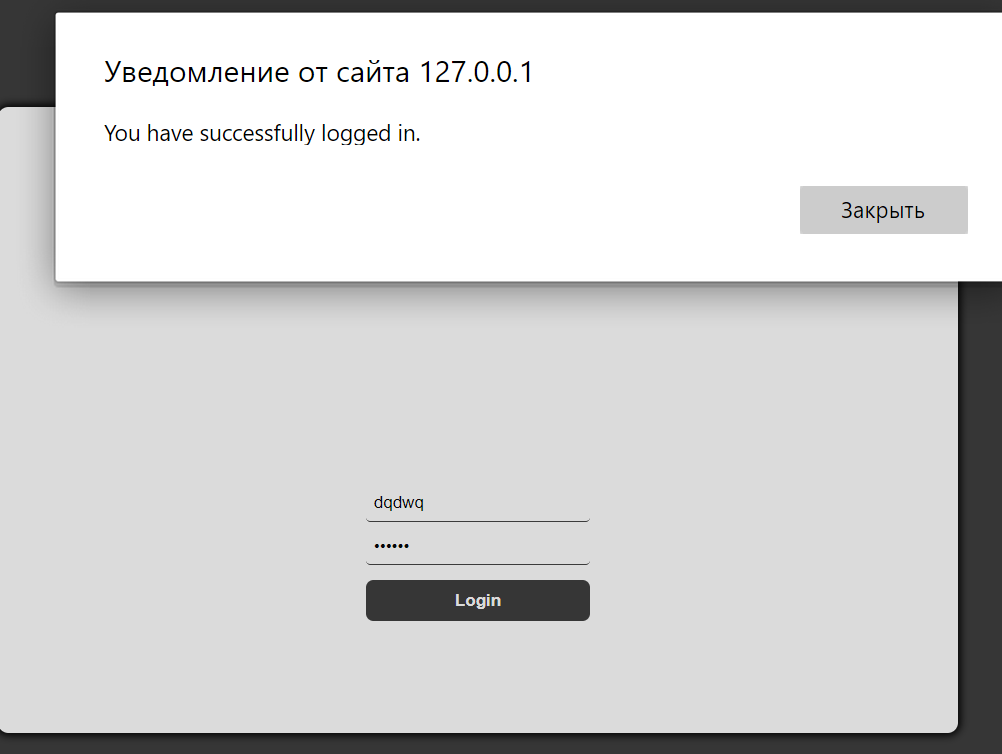 Уведомление от сайта 127.0.0.1
You have successfully logged in.
Закрыть
dqdwq
••••••
Login